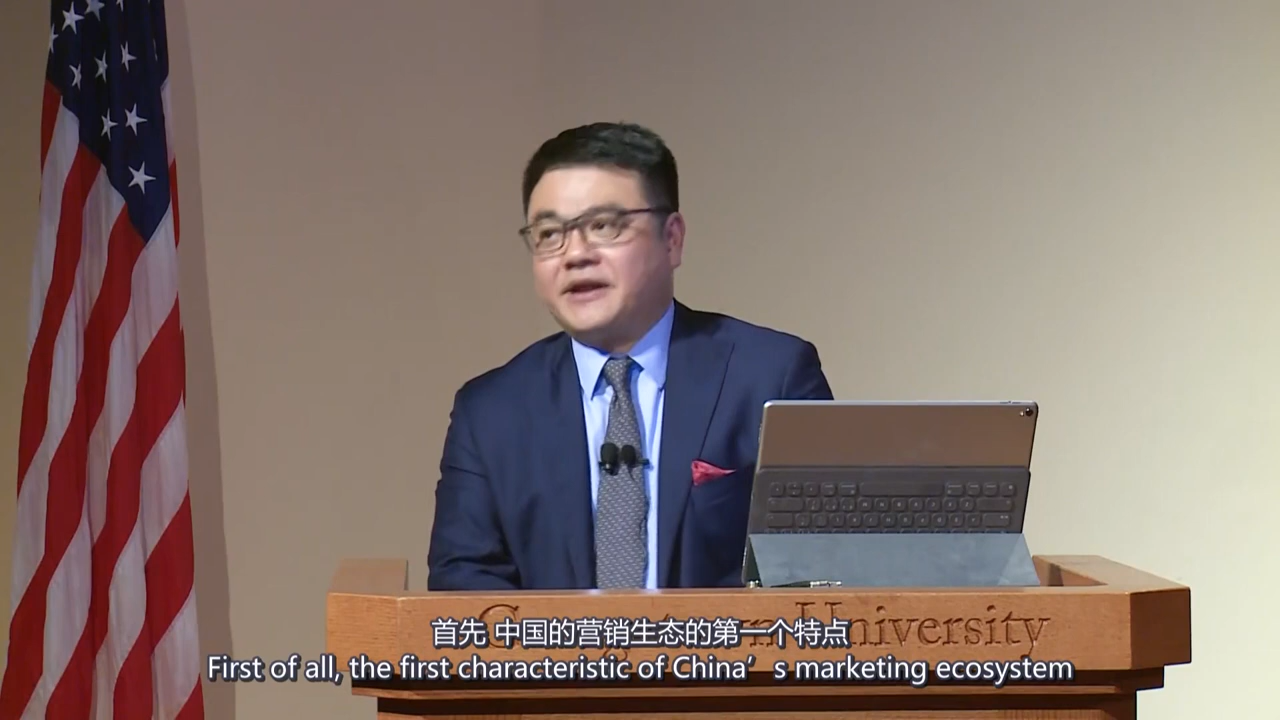 University
首先 中国的营销生态的第一个特点
First of all, the first characteristic of China's marketing ecosystem